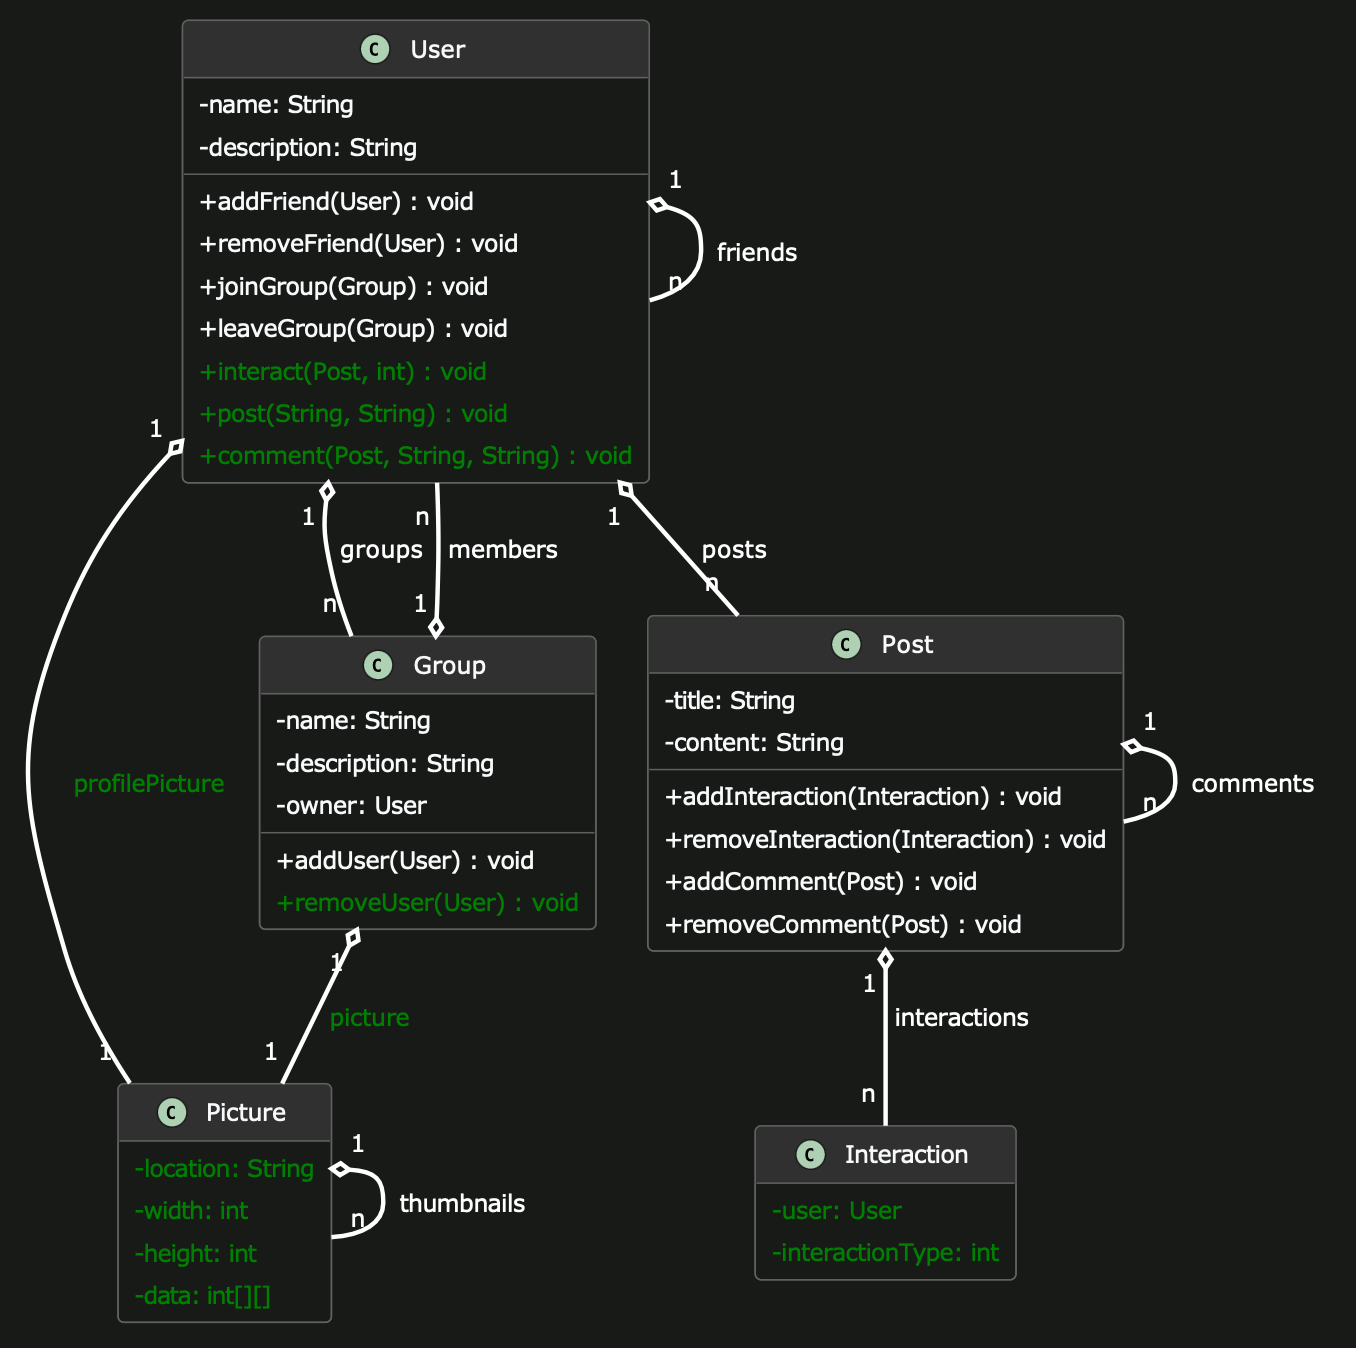 C User
-name: String
-description: String
+addFriend(User) : void
+removeFriend(User) : void
+joinGroup(Group) : void
+leaveGroup(Group) : void
+interact(Post, int) : void
+post(String, String) : void
+comment(Post, String, String) : void
1
friends
n
1
1
groups
n
n
members
1
1
posts
n
C Group
-name: String
-description: String
-owner: User
+addUser(User) : void
+removeUser(User) : void
C Post
-title: String
-content: String
+addInteraction(Interaction) : void
+removeInteraction(Interaction) : void
+addComment(Post) : void
+removeComment(Post) : void
1
comments
n
profilePicture
1
1
picture
1
1
interactions
n
C Picture
-location: String
-width: int
-height: int
-data: int[][]
1
thumbnails
n
C Interaction
-user: User
-interactionType: int